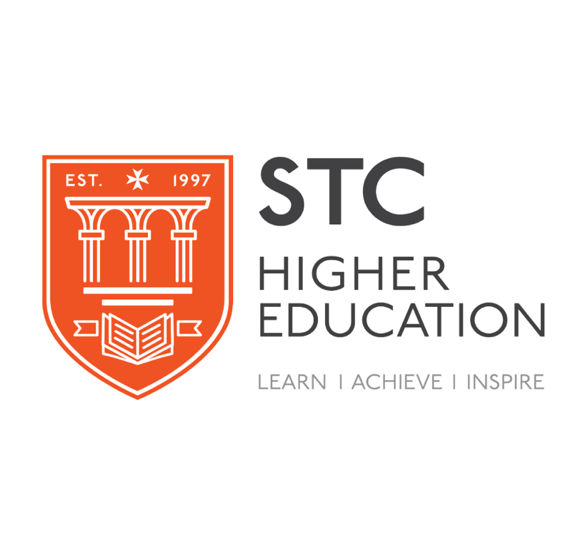 EST. 1997
STC
HIGHER
EDUCATION
LEARN | ACHIEVE | INSPIRE